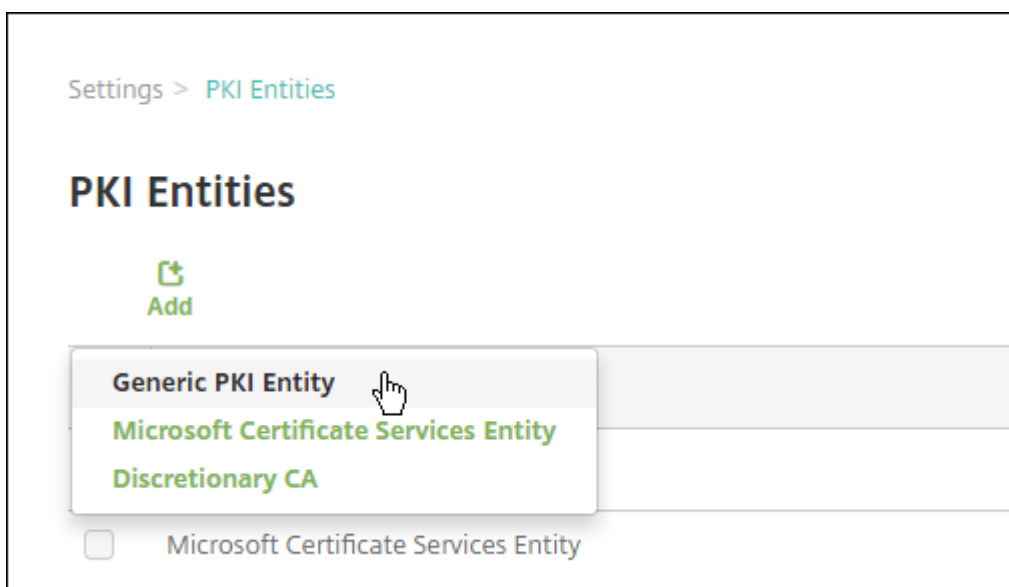 Settings > PKI Entities
PKI Entities
Add
Generic PKI Entity
Microsoft Certificate Services Entity
Discretionary CA
Microsoft Certificate Services Entity